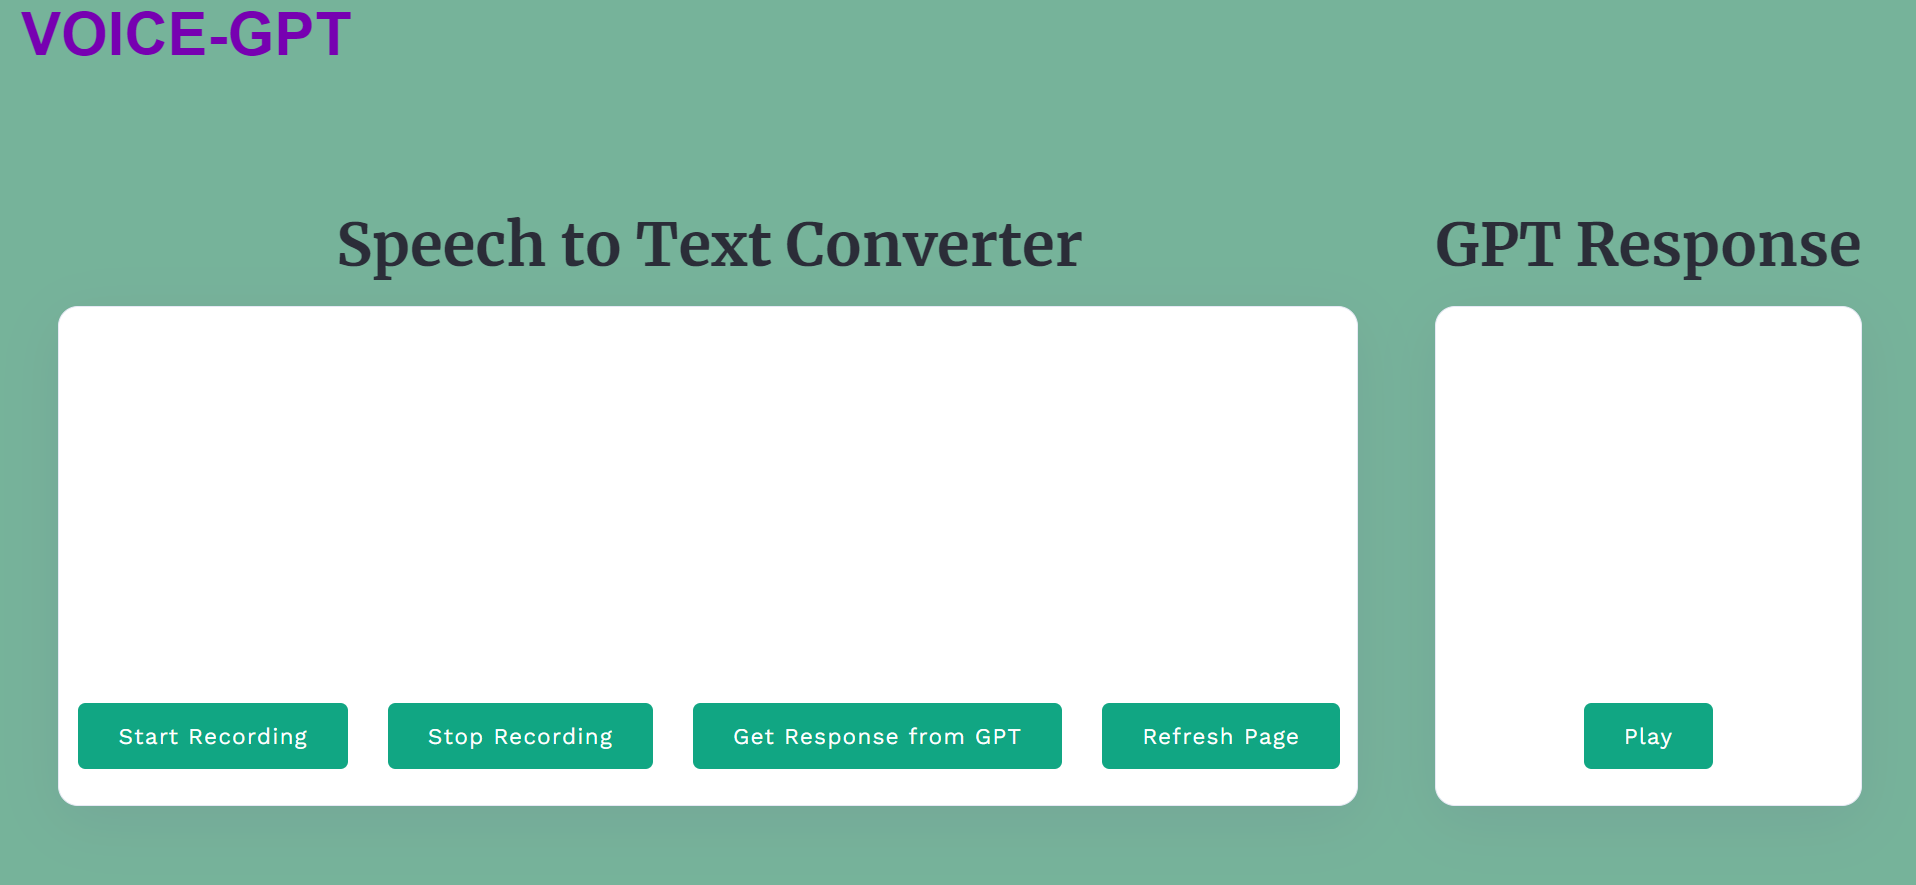 VOICE-GPT
Speech to Text Converter
GPT Response
Start Recording
Stop Recording
Get Response from GPT
Refresh Page
Play